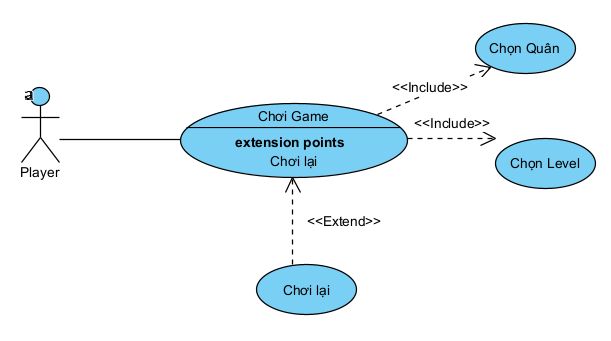 Chọn Quân
<<Include>>
a
Chơi Game
<<Include>>
extension points
Chơi lại
Chọn Level
Player
<<Extend>>
Chơi lại